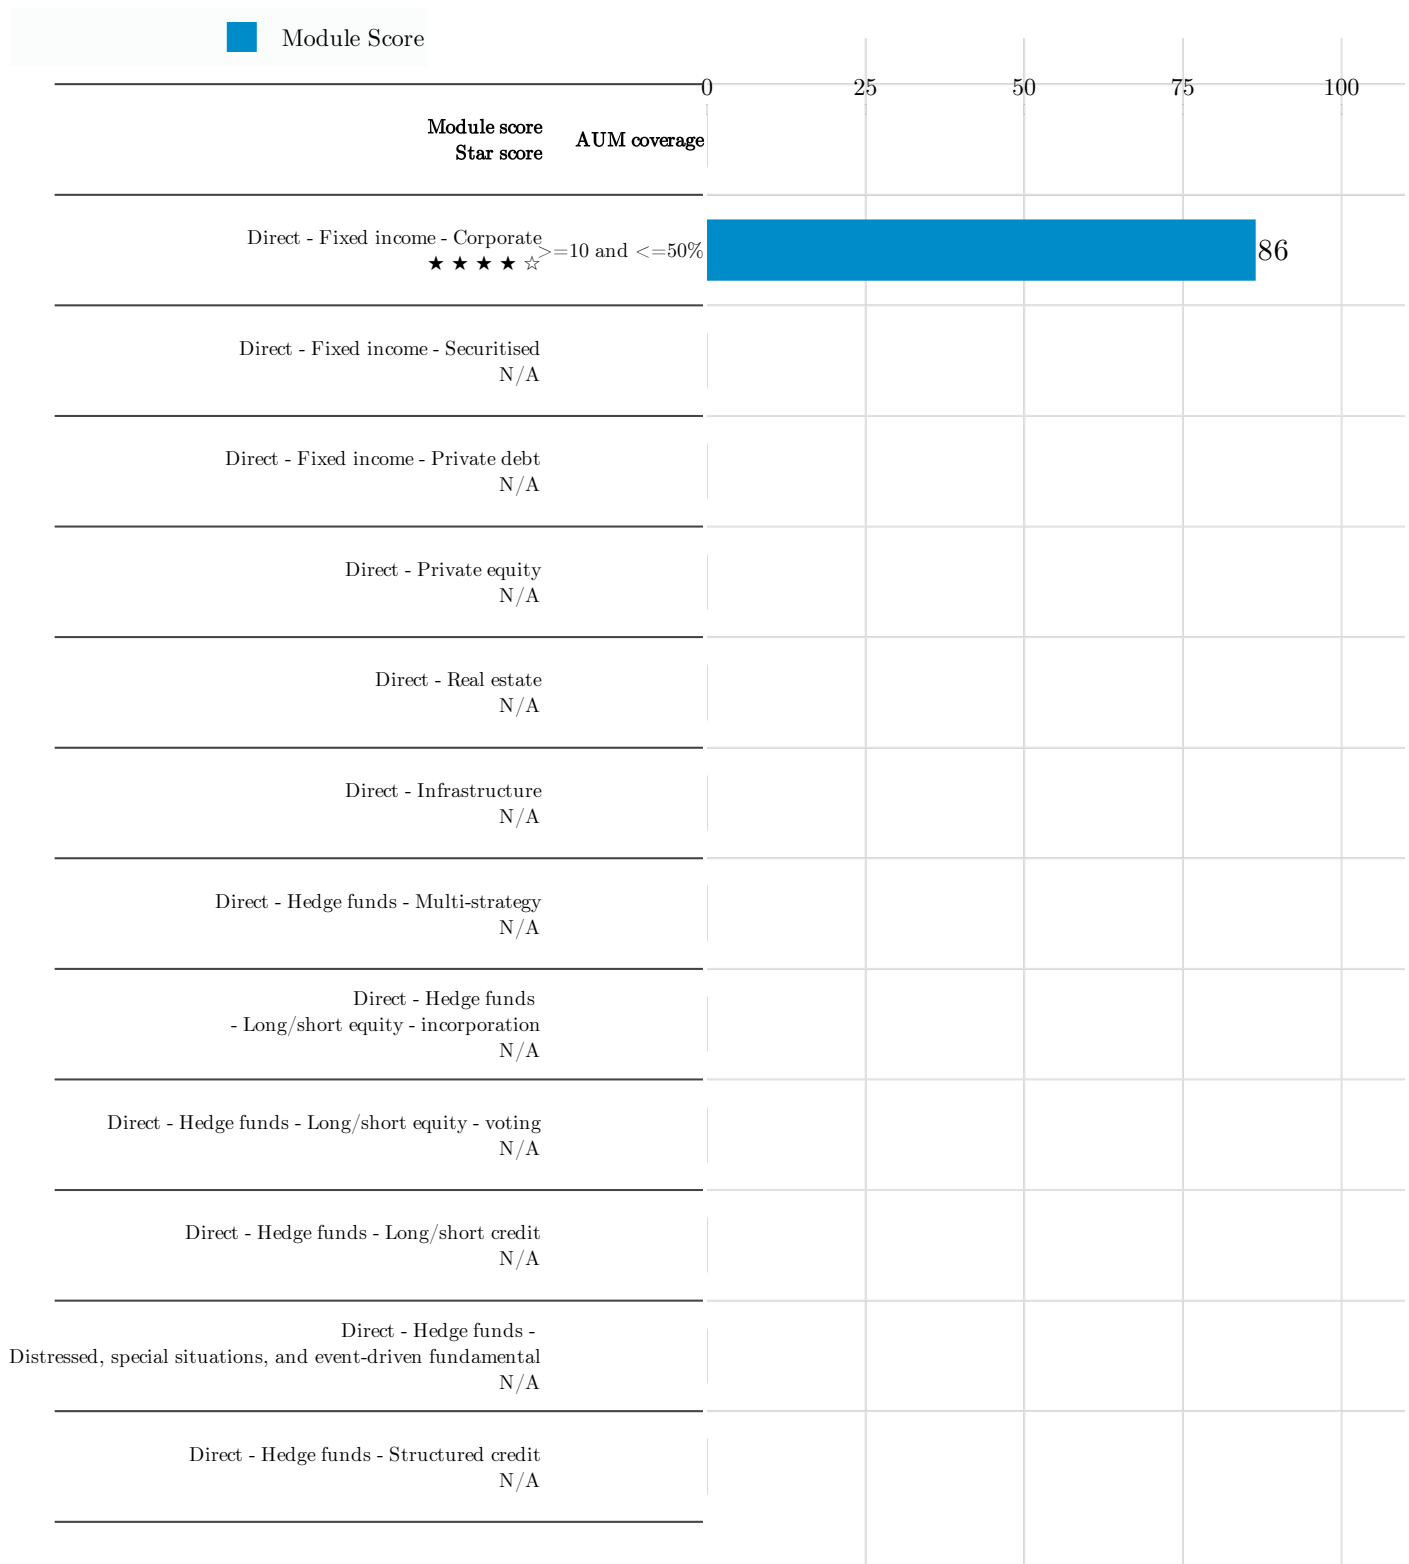 Module Score
0 25 50 75 100
Module score
Star score
AUM coverage
Direct - Fixed income - Corporate
★ ★ ★ ★ ☆
>=10 and <=50%
86
Direct - Fixed income - Securitised
N/A
Direct - Fixed income - Private debt
N/A
Direct - Private equity
N/A
Direct - Real estate
N/A
Direct - Infrastructure
N/A
Direct - Hedge funds - Multi-strategy
N/A
Direct - Hedge funds
- Long/short equity - incorporation
N/A
Direct - Hedge funds - Long/short equity - voting
N/A
Direct - Hedge funds - Long/short credit
N/A
Direct - Hedge funds -
Distressed, special situations, and event-driven fundamental
N/A
Direct - Hedge funds - Structured credit
N/A